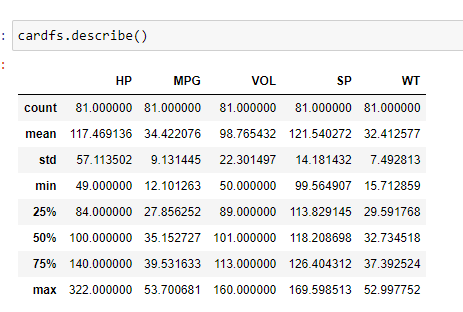 : cardfs.describe()
:
HP MPG VOL SP WT
count 81.000000 81.000000 81.000000 81.000000 81.000000
mean 117.469136 34.422076 98.765432 121.540272 32.412577
std 57.113502 9.131445 22.301497 14.181432 7.492813
min 49.000000 12.101263 50.000000 99.564907 15.712859
25% 84.000000 27.856252 89.000000 113.829145 29.591768
50% 100.000000 35.152727 101.000000 118.208698 32.734518
75% 140.000000 39.531633 113.000000 126.404312 37.392524
max 322.000000 53.700681 160.000000 169.598513 52.997752